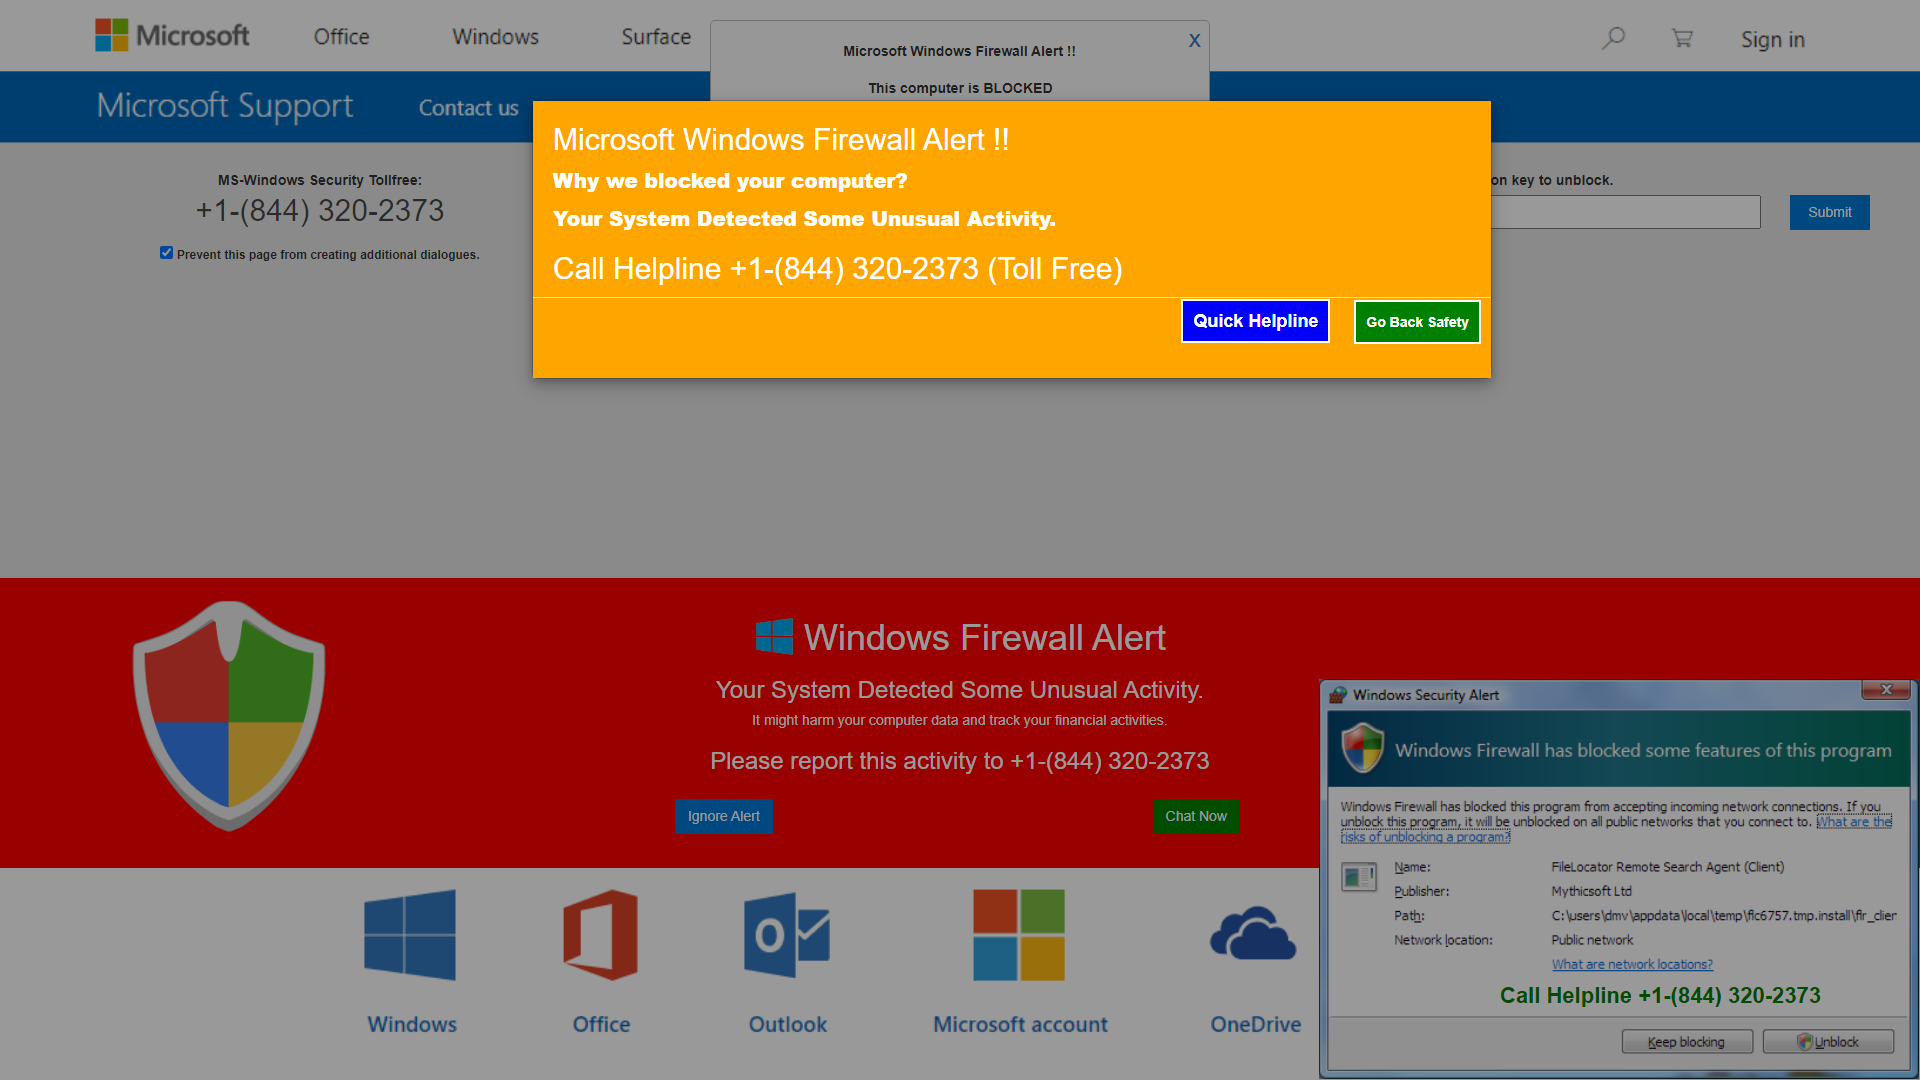 Microsoft
Office
Windows
Surface
Sign in
Microsoft Windows Firewall Alert !!
X
This computer is BLOCKED
Microsoft Support
Contact us
MS-Windows Security Tollfree:
+1-(844) 320-2373
Prevent this page from creating additional dialogues.
on key to unblock.
Submit
Microsoft Windows Firewall Alert !!
Why we blocked your computer?
Your System Detected Some Unusual Activity.
Call Helpline +1-(844) 320-2373 (Toll Free)
Quick Helpline
Go Back Safety
Windows Firewall Alert
Your System Detected Some Unusual Activity.
It might harm your computer data and track your financial activities.
Please report this activity to +1-(844) 320-2373
Ignore Alert
Chat Now
Windows Security Alert
Windows Firewall has blocked some features of this program
Windows Firewall has blocked this program from accepting incoming network connections. If you
unblock this program, it will be unblocked on all public networks that you connect to. What are the
risks of unblocking a program?
Name: FileLocator Remote Search Agent (Client)
Publisher: Mythicsoft Ltd
Path: C:\users\dmv\appdata\local\temp\flc6757.tmp.install\flr_clier
Network location: Public network
What are network locations?
Call Helpline +1-(844) 320-2373
Keep blocking
Unblock
Windows
Office
Outlook
Microsoft account
OneDrive